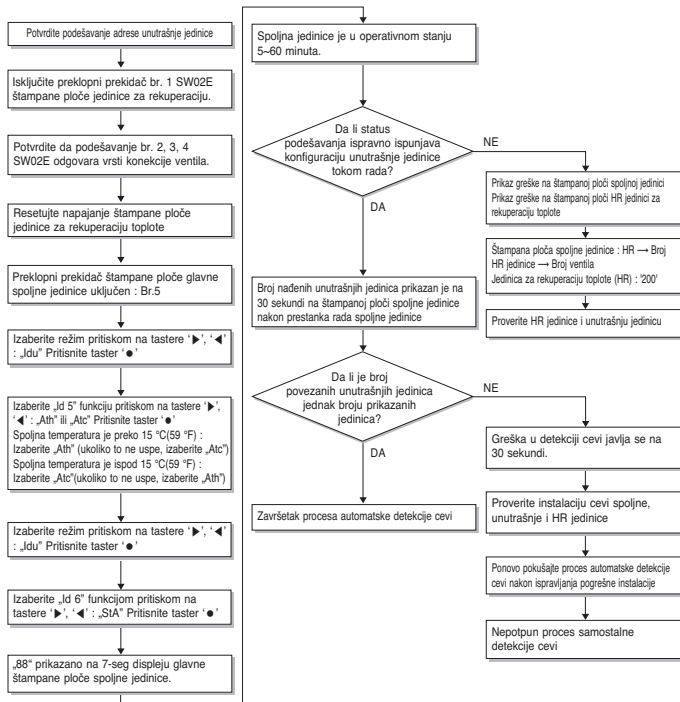 Potvrdite podešavanje adrese unutrašnje jedinice
Isključite preklopni prekidač br. 1 SW02E
štampane ploče jedinice za rekuperaciju.
Potvrdite da podešavanje br. 2, 3, 4
SW02E odgovara vrsti konekcije ventila.
Resetujte napajanje štampane ploče
jedinice za rekuperaciju toplote
Preklopni prekidač štampane ploče glavne
spoljne jedinice uključen : Br.5
Izaberite režim pritiskom na tastere ‘▶’, ‘◀’
: „Idu” Pritisnite taster ‘●’
Izaberite „Id 5” funkciju pritiskom na tastere ‘▶’,
‘◀’ : „Ath” ili „Atc” Pritisnite taster ‘●’
Spoljna temperatura je preko 15 °C(59 °F) :
Izaberite „Ath” (ukoliko to ne uspe, izaberite „Atc”)
Spoljna temperatura je ispod 15 °C(59 °F) :
Izaberite „Atc”(ukoliko to ne uspe, izaberite „Ath”)
Izaberite režim pritiskom na tastere ‘▶’, ‘◀’
: „Idu” Pritisnite taster ‘●’
Izaberite „Id 6” funkcijom pritiskom na
tastere ‘▶’, ‘◀’ : „StA” Pritisnite taster ‘●’
„88“ prikazano na 7-seg displeju glavne
štampane ploče spoljne jedinice.
Spoljna jedinice je u operativnom stanju
5~60 minuta.
Da li status
podešavanja ispravno ispunjava
konfiguraciju unutrašnje jedinice
tokom rada?
NE
DA
Prikaz greške na štampanoj ploči spoljnoj jedinici
Prikaz greške na štampanoj ploči HR jedinici za
rekuperaciju toplote
Štampana ploča spoljne jedinice : HR → Broj
HR jedinice → Broj ventila
Jedinica za rekuperaciju toplote (HR) : '200'
Proverite HR jedinice i unutrašnju jedinicu
Broj nađenih unutrašnjih jedinica prikazan je na
30 sekundi na štampanoj ploči spoljne jedinice
nakon prestanka rada spoljne jedinice
Da li je broj
povezanih unutrašnjih jedinica
jednak broju prikazanih
jedinica?
NE
DA
Završetak procesa automatske detekcije cevi
Greška u detekciji cevi javlja se na
30 sekundi.
Proverite instalaciju cevi spoljne,
unutrašnje i HR jedinice
Ponovo pokušajte proces automatske detekcije
cevi nakon ispravljanja pogrešne instalacije
Nepotpun proces samostalne
detekcije cevi